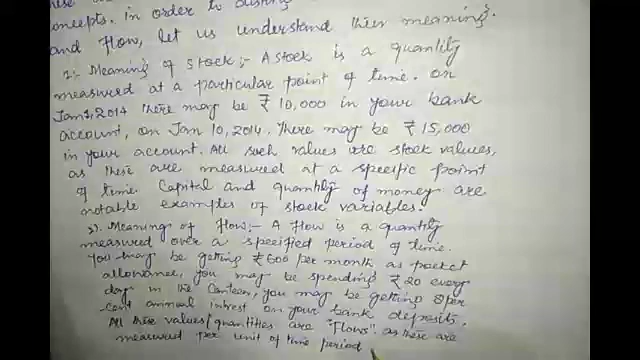 concepts. In order to disting
and flow, let us understand their meanings.
1:- Meaning of Stock:- A stock is a quantity
measured at a particular point of time. On
Jan 1, 2014 there may be ₹ 10,000 in your bank
account, on Jan 10, 2014. There may be ₹ 15,000
in your account. All such values are stock values,
as these are measured at a specific point
of time. Capital and quantity of money are
notable examples of stock variables.
2). Meaning of flow:- A flow is a quantity
measured over a specified period of time.
You may be getting ₹ 600 per month as pocket
allowance, you may be spending ₹ 20 every
day in the Canteen, you may be getting 8 per
-cent annual intrest on your bank deposits.
All these values/quantities are "flows" as these are
measured per unit of time period